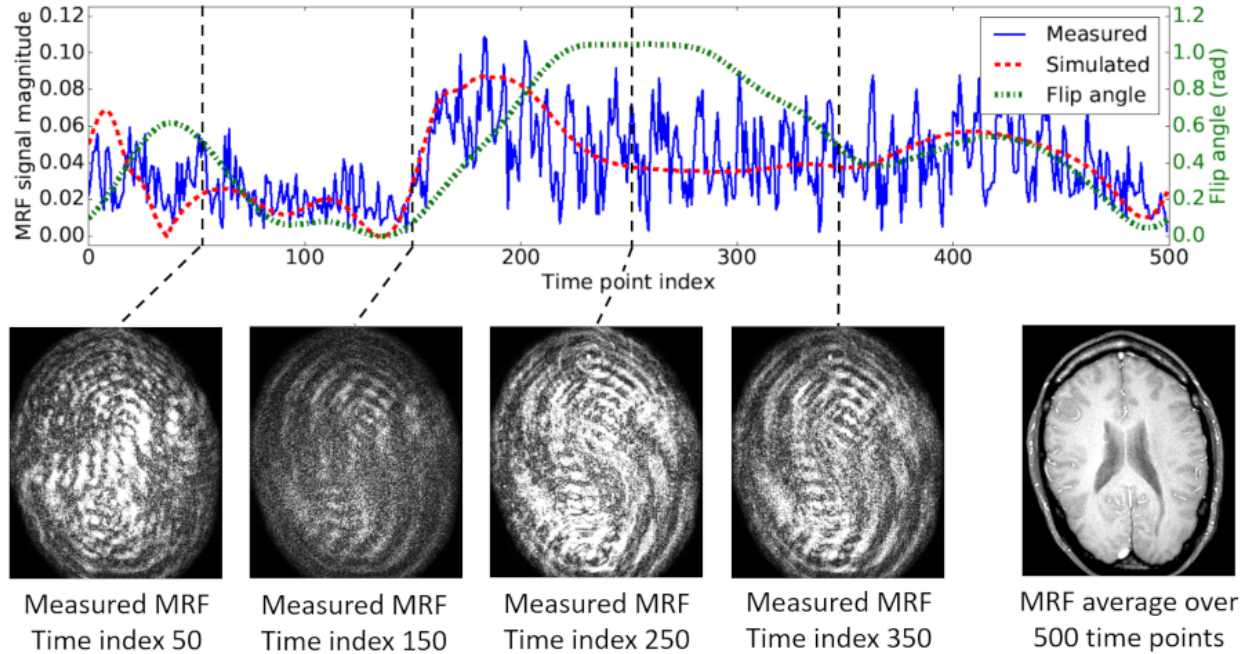 MRF signal magnitude
0.12
0.10
0.08
0.06
0.04
0.02
0.00
1.2
1.0
0.8
0.6
0.4
0.2
0.0
Flip angle (rad)
Measured
Simulated
Flip angle
0 100 200 300 400 500
Time point index
Measured MRF
Time index 50
Measured MRF
Time index 150
Measured MRF
Time index 250
Measured MRF
Time index 350
MRF average over
500 time points